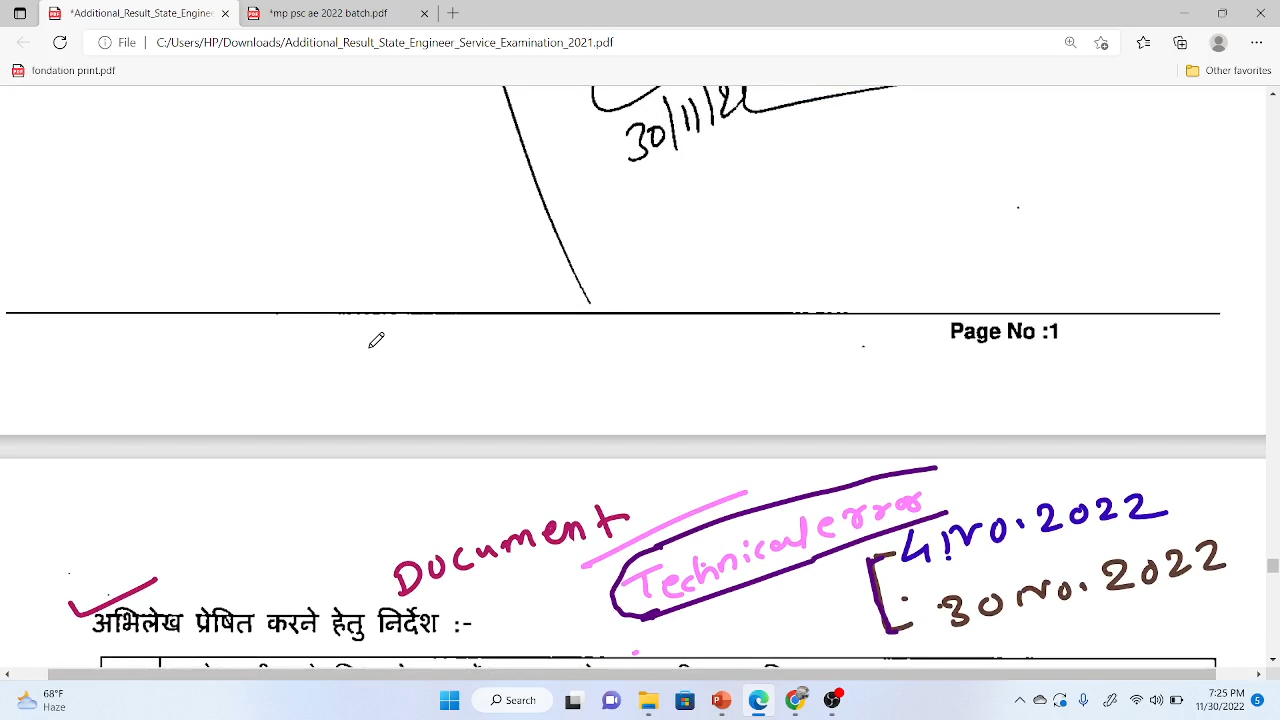 *Additional_Result_State_Enginee
*mp psc ae 2022 batch.pdf
File
C:/Users/HP/Downloads/Additional_Result_State_Engineer_Service_Examination_2021.pdf
fondation print.pdf
Other favorites
30/11/22
Page No :1
Document
Technical error
4 No. 2022
30 No. 2022
अभिलेख प्रेषित करने हेतु निर्देश :-
68°F
Haze
Search
7:25 PM
11/30/2022
5